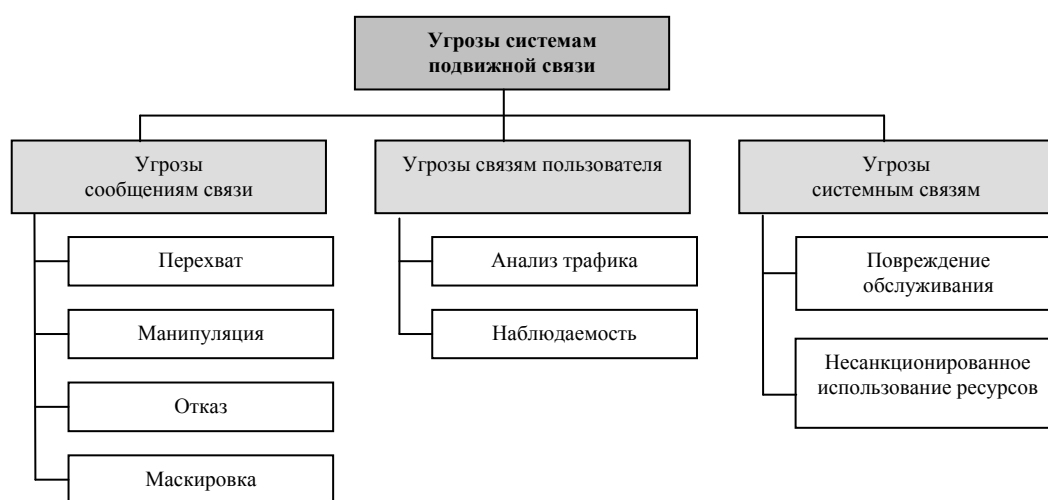 Угрозы системам
подвижной связи
Угрозы
сообщениям связи
Перехват
Манипуляция
Отказ
Маскировка
Угрозы связям пользователя
Анализ трафика
Наблюдаемость
Угрозы
системным связям
Повреждение
обслуживания
Несанкционированное
использование ресурсов